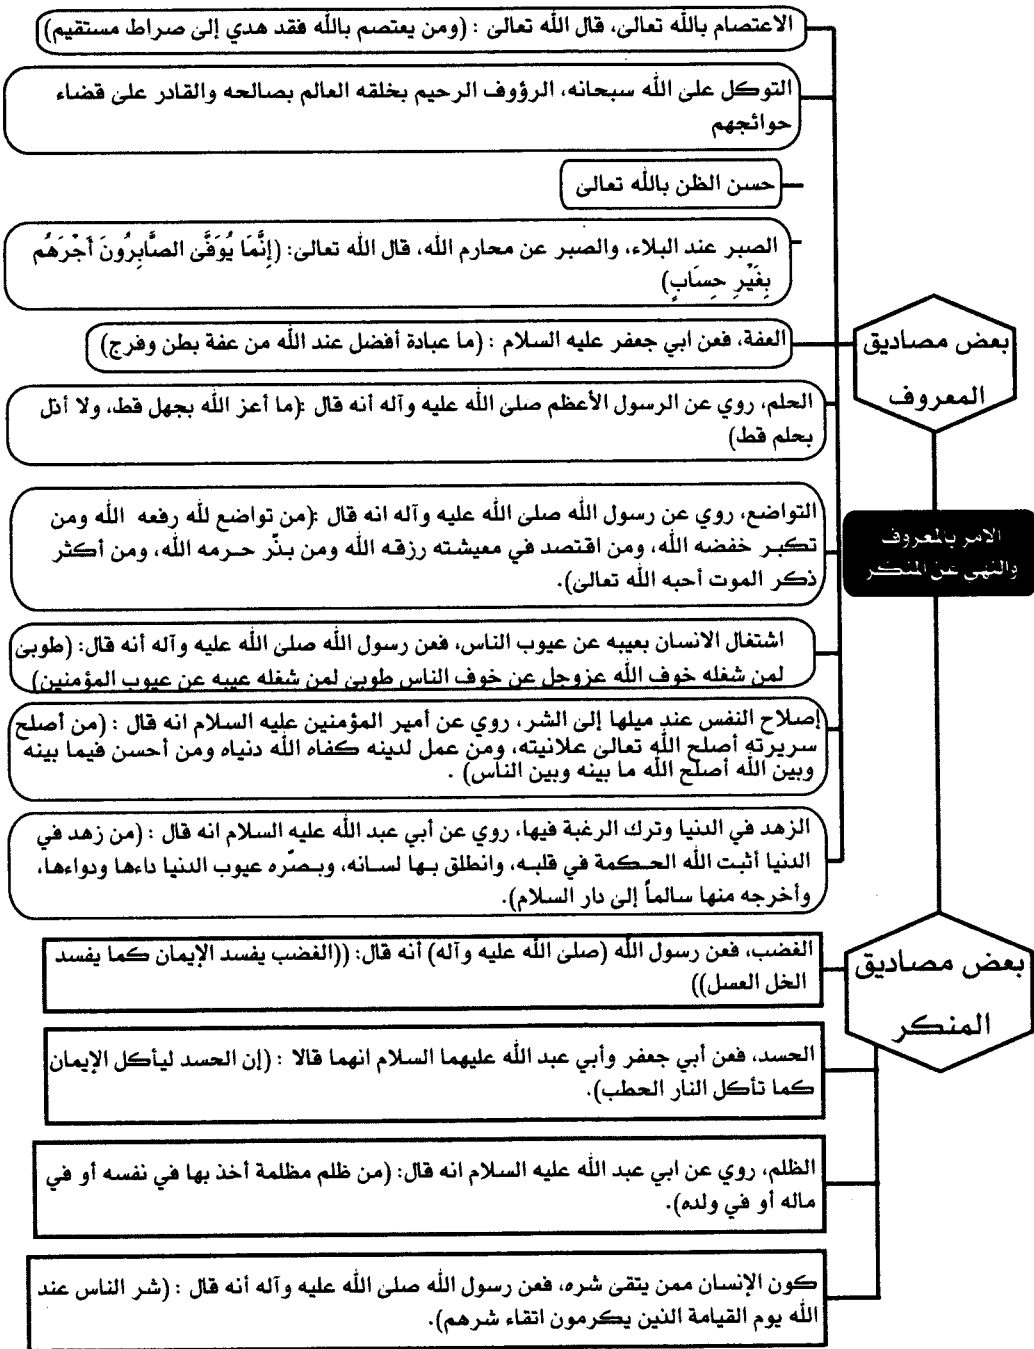 الاعتصام بالله تعالى، قال الله تعالى : (ومن يعتصم بالله فقد هدي إلى صراط مستقيم)
التوكل على الله سبحانه، الرؤوف الرحيم بخلقه العالم بصالحه والقادر على قضاء
حوائجهم
حسن الظن بالله تعالى
الصبر عند البلاء، والصبر عن محارم الله، قال الله تعالى: (إِنَّمَا يُوَفَّى الصَّابِرُونَ أَجْرَهُم
بِغَيْرِ حِسَابٍ)
بعض مصاديق
المعروف
العفة، فعن ابي جعفر عليه السلام : (ما عبادة أفضل عند الله من عفة بطن وفرج)
الحلم، روي عن الرسول الأعظم صلى الله عليه وآله أنه قال :(ما أعز الله بجهل قط، ولا أذل
بحلم قط)
التواضع، روي عن رسول الله صلى الله عليه وآله انه قال :(من تواضع لله رفعه الله ومن
تكبر خفضه الله، ومن اقتصد في معيشته رزقه الله ومن بذّر حرمه الله، ومن أكثر
ذكر الموت أحبه الله تعالى).
الامر بالمعروف
والنهي عن المنكر
اشتغال الانسان بعيبه عن عيوب الناس، فعن رسول الله صلى الله عليه وآله أنه قال: (طوبى
لمن شغله خوف الله عزوجل عن خوف الناس طوبى لمن شغله عيبه عن عيوب المؤمنين)
إصلاح النفس عند ميلها إلى الشر، روي عن أمير المؤمنين عليه السلام انه قال : (من أصلح
سريرته أصلح الله تعالى علانيته، ومن عمل لدينه كفاه الله دنياه ومن أحسن فيما بينه
وبين الله أصلح الله ما بينه وبين الناس) .
الزهد في الدنيا وترك الرغبة فيها، روي عن أبي عبد الله عليه السلام انه قال : (من زهد في
الدنيا أثبت الله الحكمة في قلبه، وانطلق بها لسانه، وبصّره عيوب الدنيا داءها ودواءها،
وأخرجه منها سالماً إلى دار السلام).
بعض مصاديق
المنكر
الغضب، فعن رسول الله (صلى الله عليه وآله) أنه قال: ((الغضب يفسد الإيمان كما يفسد
الخل العسل))
الحسد، فعن أبي جعفر وأبي عبد الله عليهما السلام انهما قالا : (إن الحسد ليأكل الإيمان
كما تأكل النار الحطب).
الظلم، روي عن ابي عبد الله عليه السلام انه قال: (من ظلم مظلمة أخذ بها في نفسه أو في
ماله أو في ولده).
كون الإنسان ممن يتقى شره، فعن رسول الله صلى الله عليه وآله أنه قال : (شر الناس عند
الله يوم القيامة الذين يكرمون اتقاء شرهم).